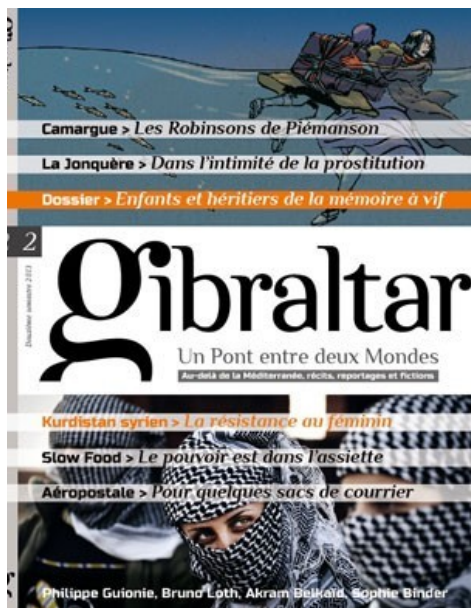 Camargue > Les Robinsons de Piémanson
La Jonquère > Dans l'intimité de la prostitution
Dossier > Enfants et héritiers de la mémoire à vif
2
Deuxième semestre 2013
gibraltar
Un Pont entre deux Mondes
Au-delà de la Méditerranée, récits, reportages et fictions
Kurdistan syrien > La résistance au féminin
Slow Food > Le pouvoir est dans l'assiette
Aéropostale > Pour quelques sacs de courrier
Philippe Guionie, Bruno Loth, Akram Belkaïd, Sophie Binder